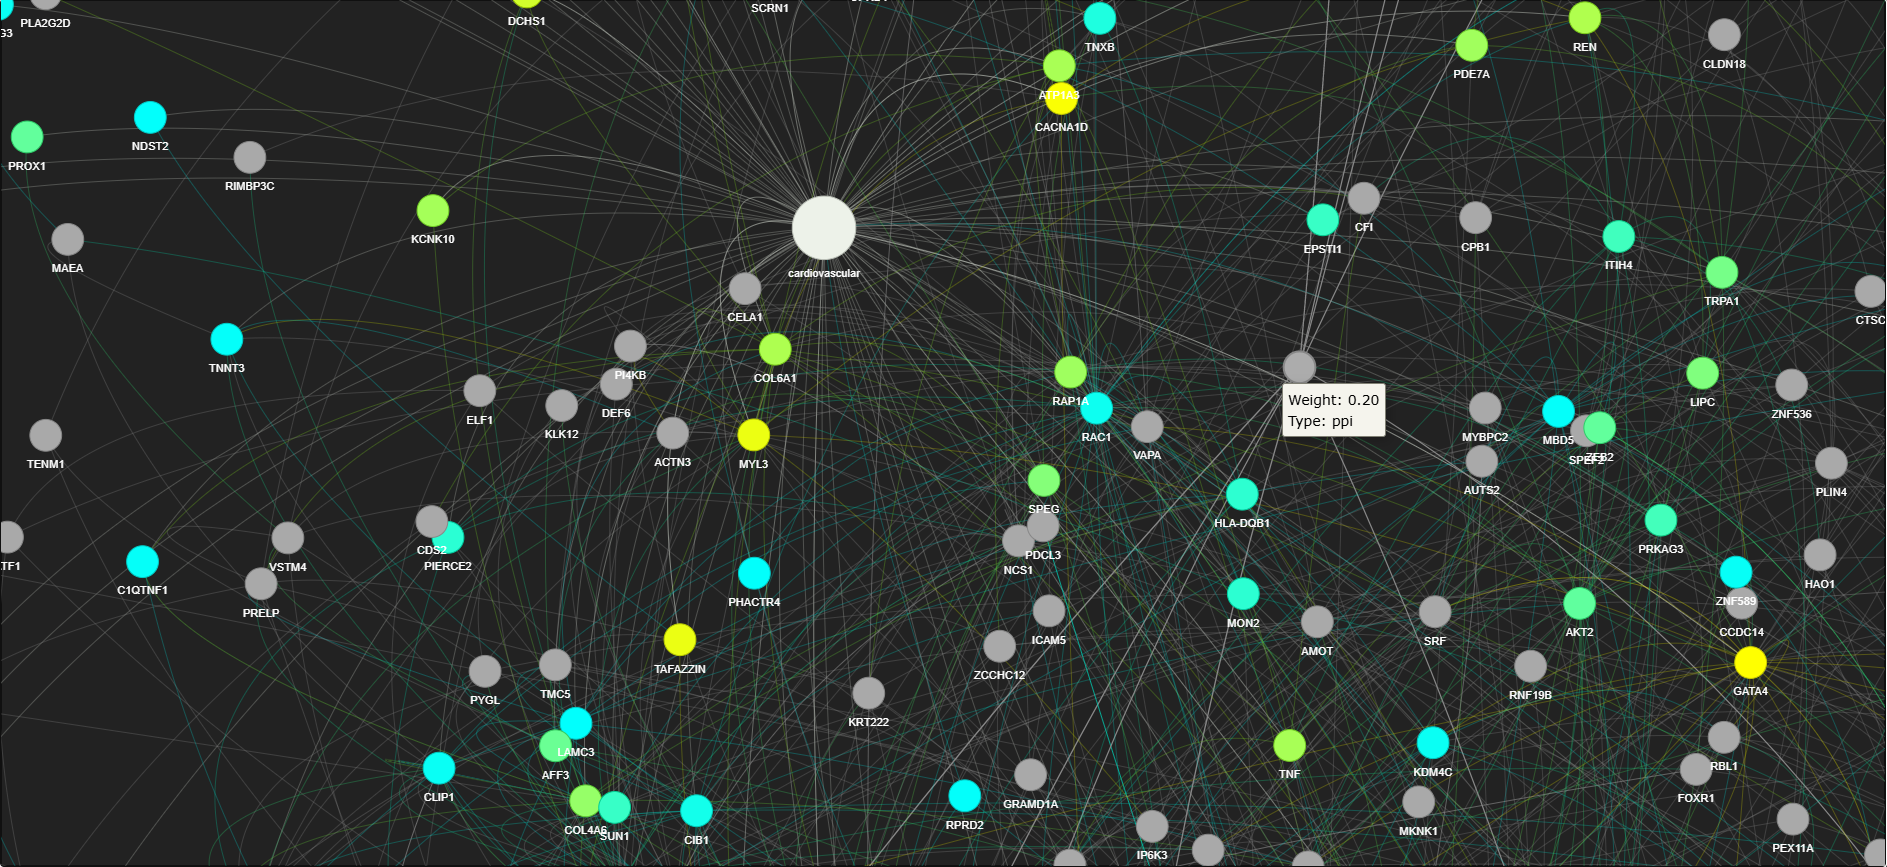 PLA2G2D
G3
DCHS1
SCRN1
TNXB
REN
CLDN18
PDE7A
ATP1A3
CACNA1D
NDST2
PROX1
RIMBP3C
KCNK10
MAEA
cardiovascular
CFI
EPSTI1
CPB1
ITIH4
TRPA1
CTSC
CELA1
TNNT3
PI4KB
COL6A1
DEF6
ELF1
KLK12
RAP1A
RAC1
VAPA
Weight: 0.20
Type: ppi
LIPC
ZNF536
MYBPC2
MBD5
SPEF2
ZEB2
TENM1
ACTN3
MYL3
AUTS2
PLIN4
SPEG
HLA-DQB1
CDS2
PIERCE2
PDCL3
NCS1
PRKAG3
TF1
VSTM4
C1QTNF1
PRELP
PHACTR4
HAO1
ZNF589
CCDC14
MON2
ICAM5
AMOT
SRF
AKT2
TAFAZZIN
ZCCHC12
PYGL
TMC5
RNF19B
GATA4
KRT222
LAMC3
AFF3
TNF
KDM4C
RBL1
FOXR1
CLIP1
GRAMD1A
COL4A6
SUN1
CIB1
RPRD2
MKNK1
IP6K3
PEX11A